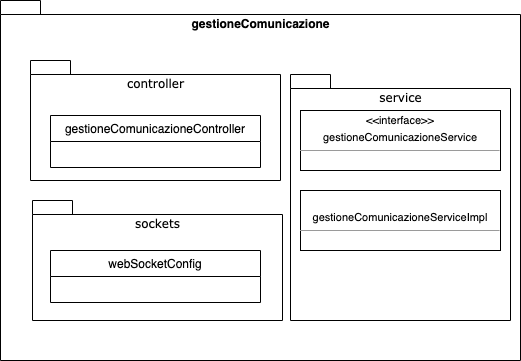 gestioneComunicazione
controller
gestioneComunicazioneController
sockets
webSocketConfig
service
<<interface>>
gestioneComunicazioneService
gestioneComunicazioneServiceImpl